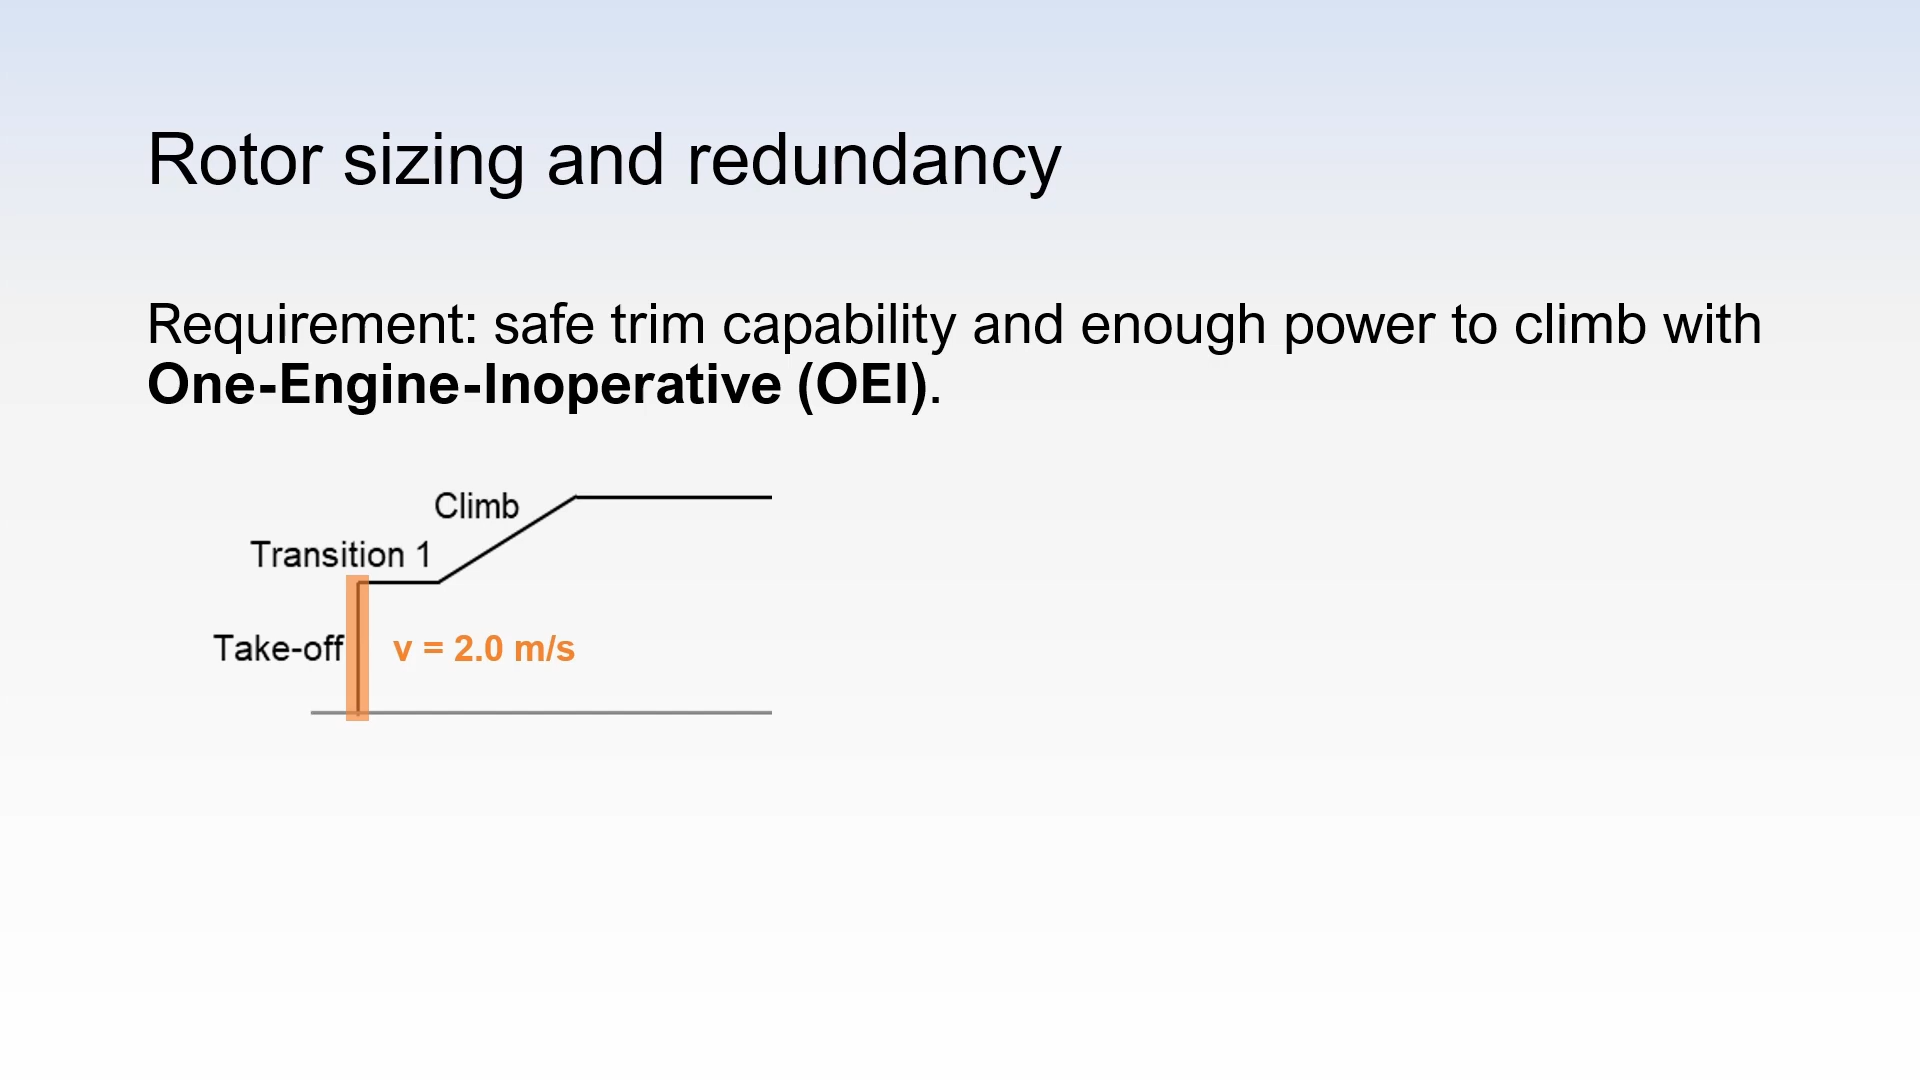 Rotor sizing and redundancy
Requirement: safe trim capability and enough power to climb with
One-Engine-Inoperative (OEI).
Climb
Transition 1
Take-off
v = 2.0 m/s